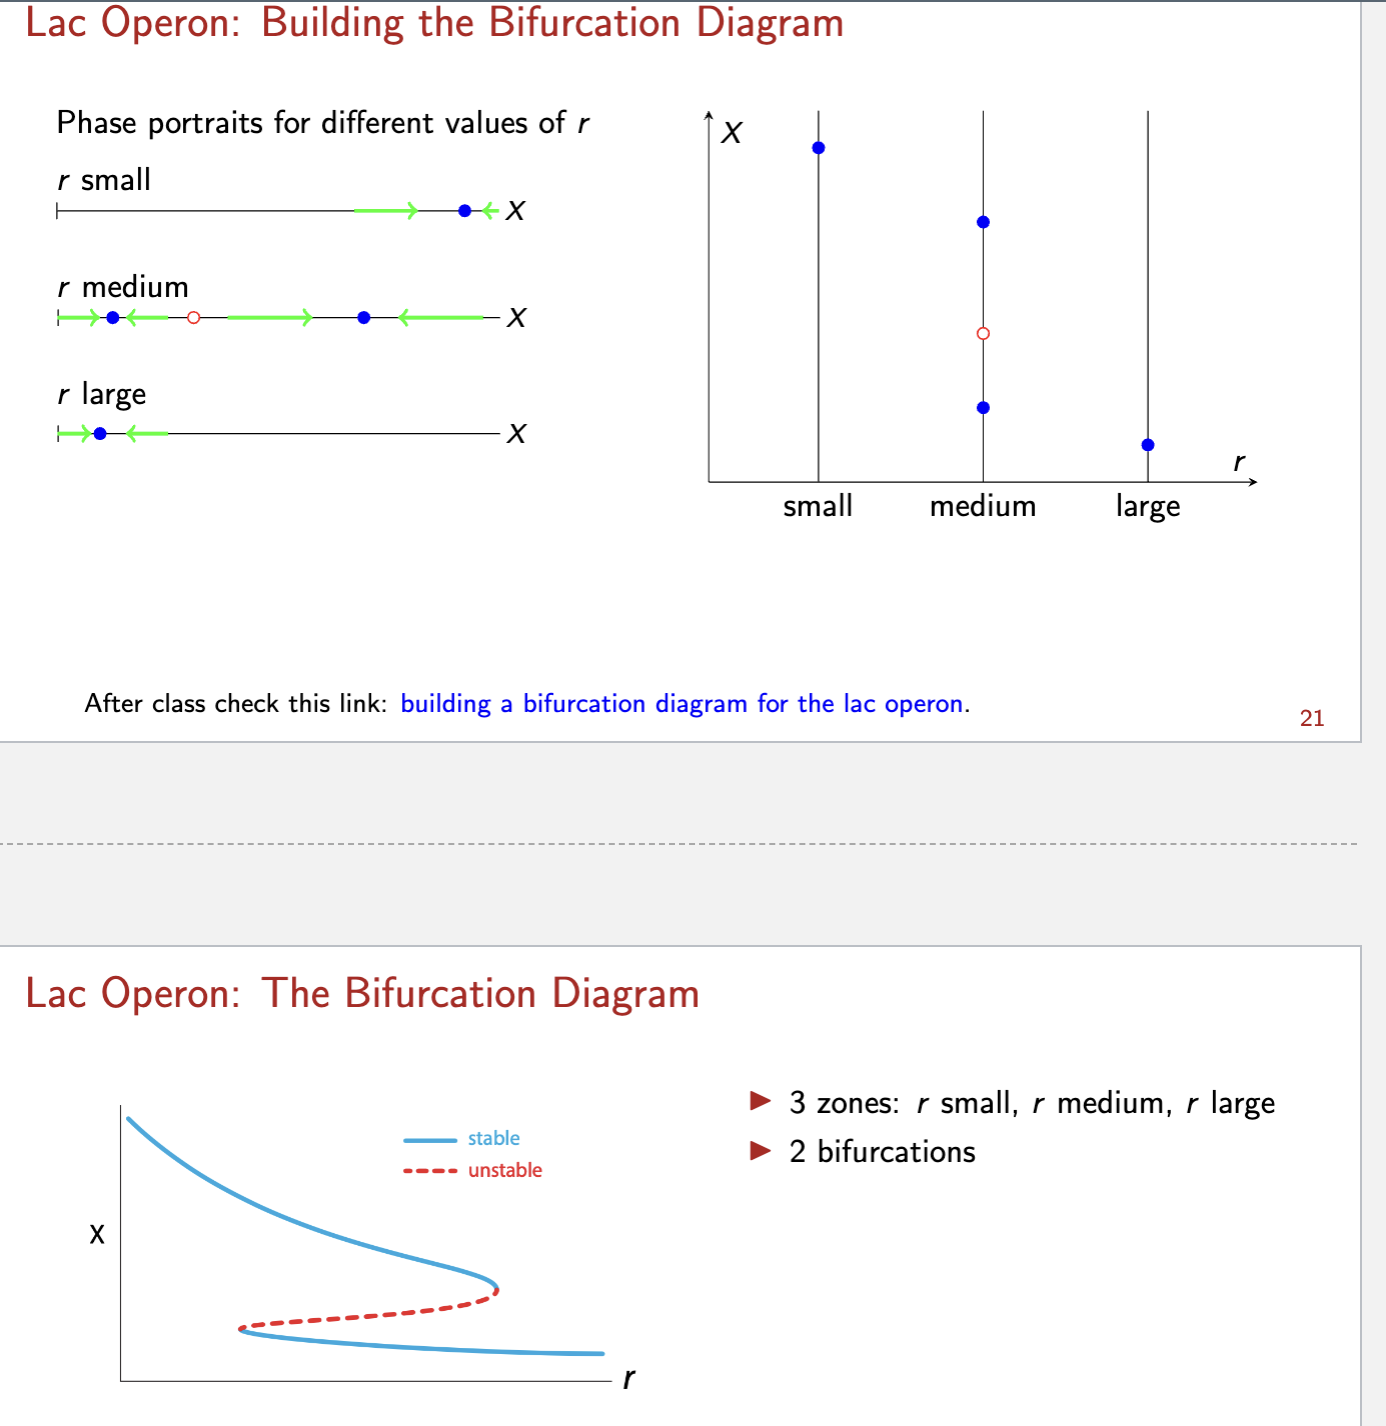 Lac Operon: Building the Bifurcation Diagram
Phase portraits for different values of r
r small
X
r medium
X
r large
X
X
r
small medium large
After class check this link: building a bifurcation diagram for the lac operon.
21
Lac Operon: The Bifurcation Diagram
stable
unstable
X
r
▶ 3 zones: r small, r medium, r large
▶ 2 bifurcations